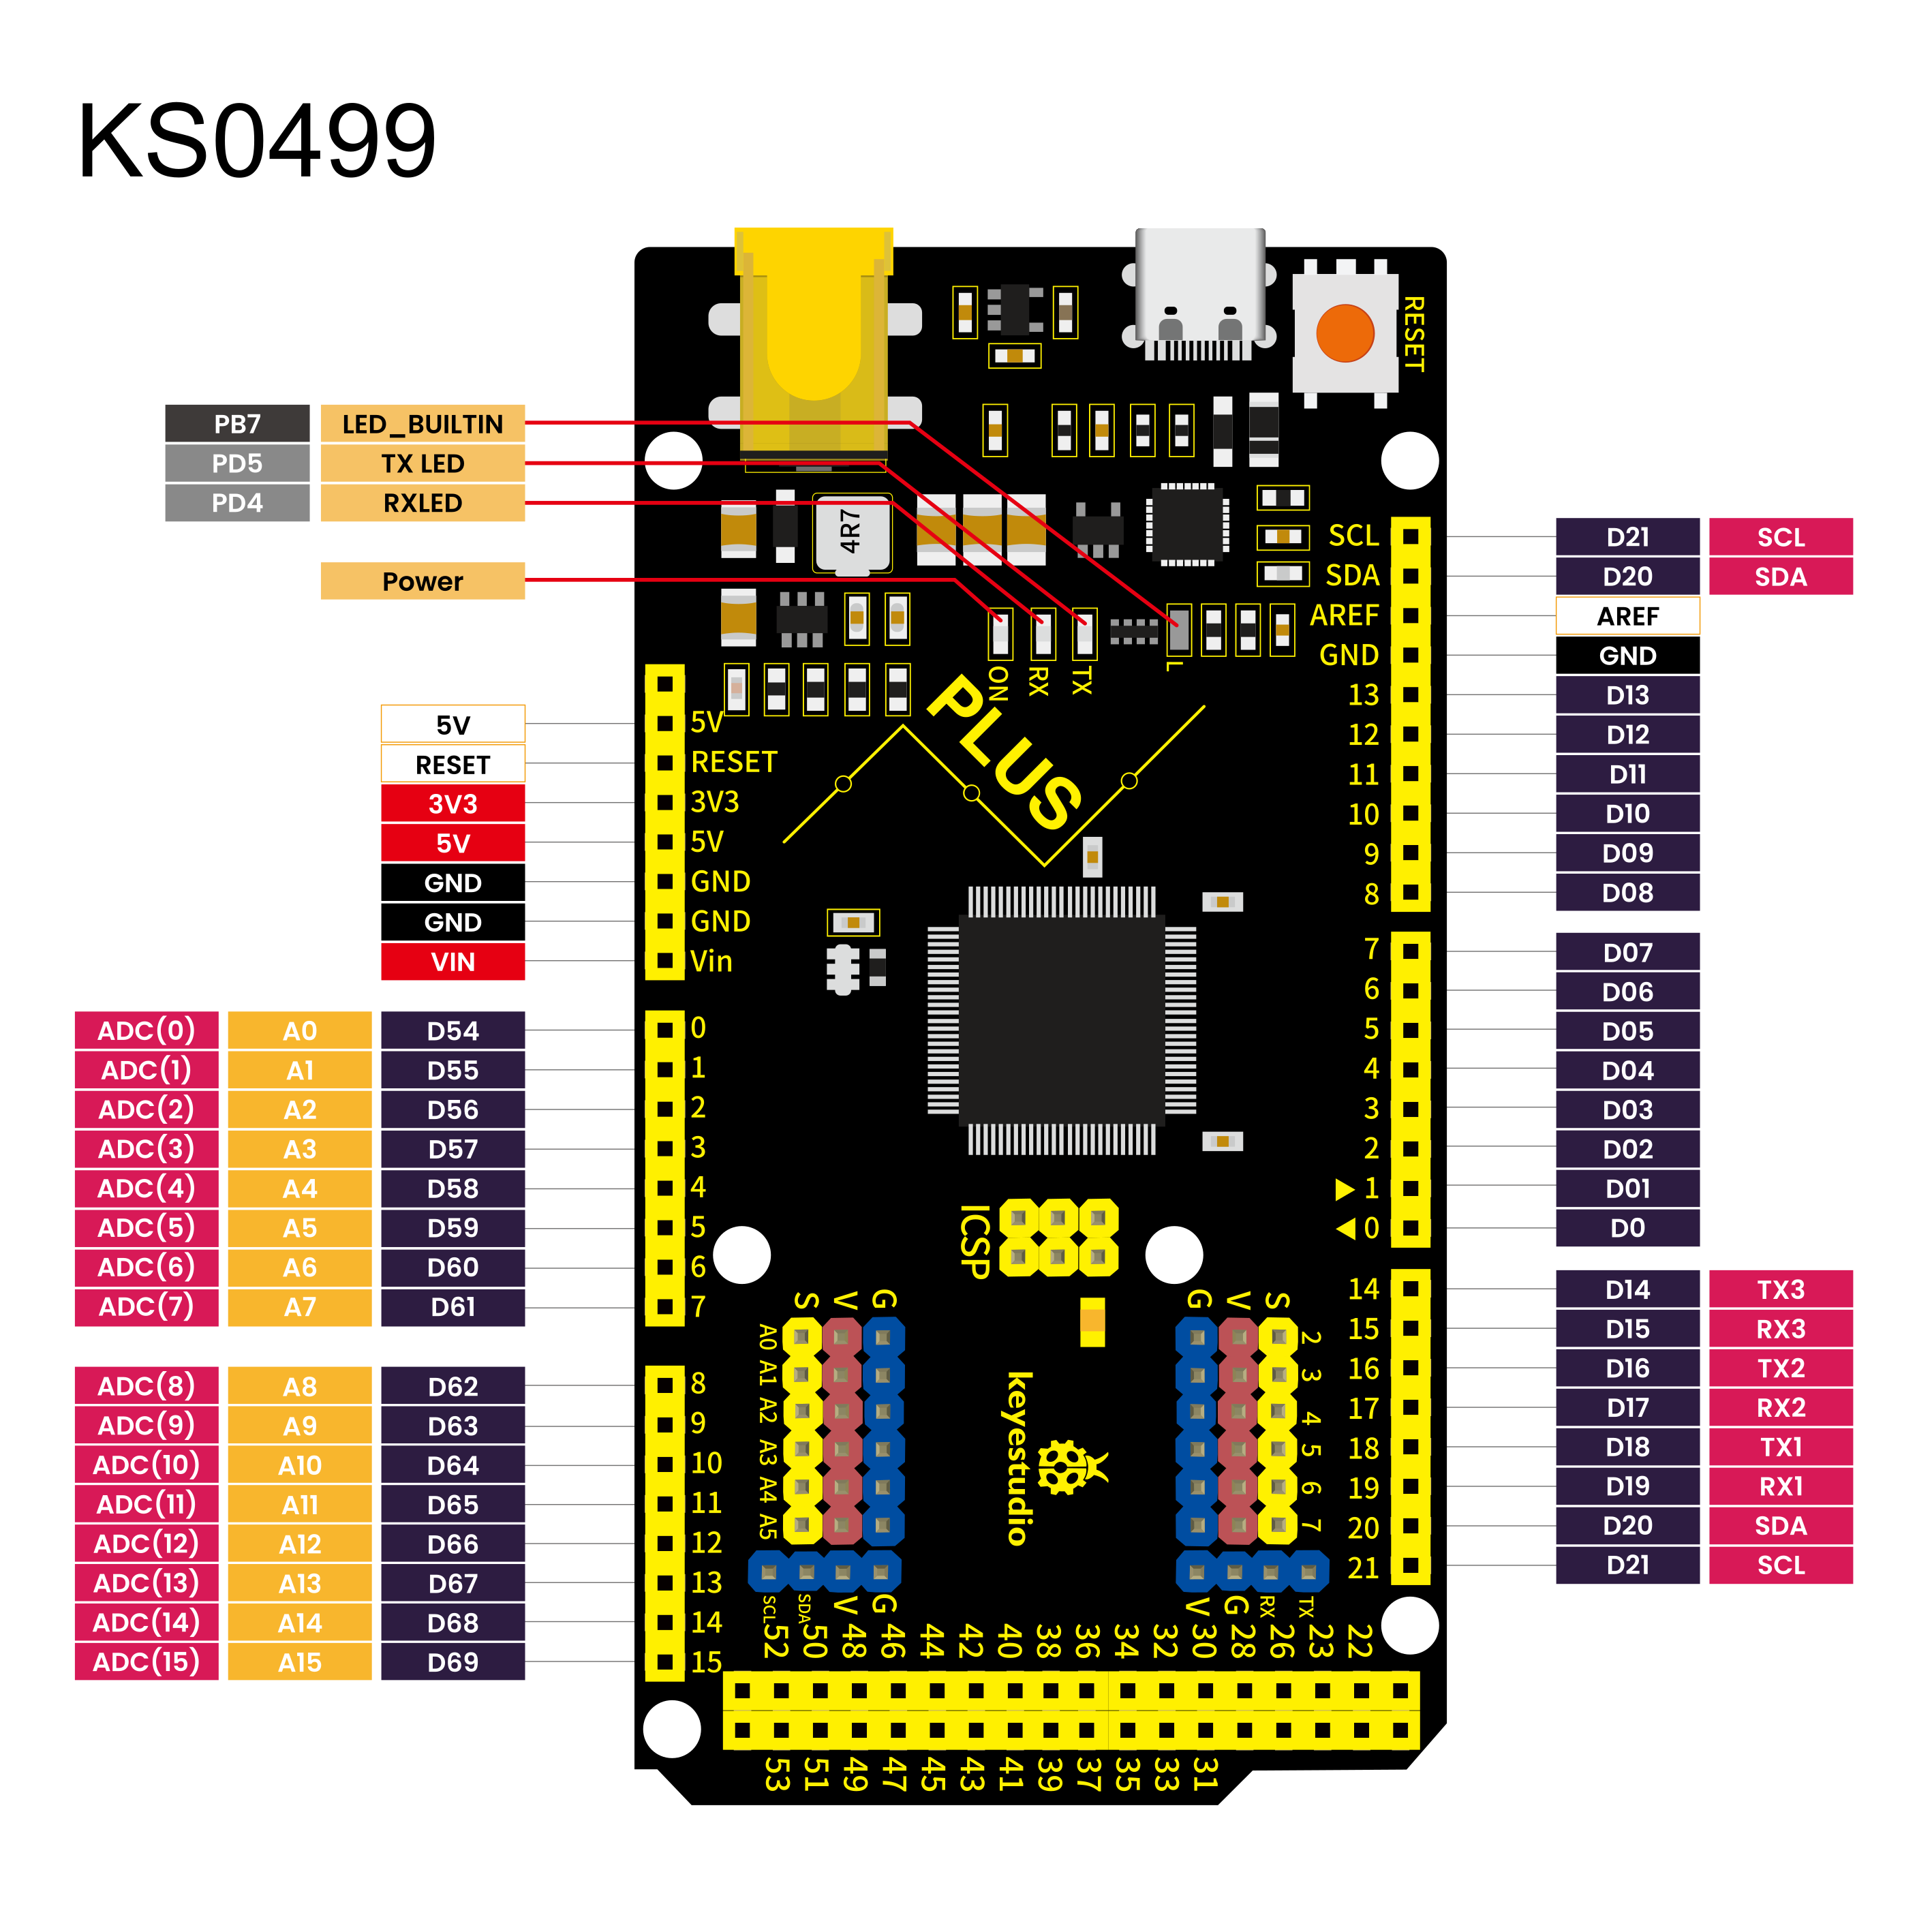 KS0499
RESET
PB7 LED_BUILTIN
PD5 TX LED
PD4 RXLED
Power
4R7
ON RX TX L
PLUS
5V 5V
RESET RESET
3V3 3V3
5V 5V
GND GND
GND GND
VIN Vin
ADC(0) A0 D54 0
ADC(1) A1 D55 1
ADC(2) A2 D56 2
ADC(3) A3 D57 3
ADC(4) A4 D58 4
ADC(5) A5 D59 5
ADC(6) A6 D60 6
ADC(7) A7 D61 7
ADC(8) A8 D62 8
ADC(9) A9 D63 9
ADC(10) A10 D64 10
ADC(11) A11 D65 11
ADC(12) A12 D66 12
ADC(13) A13 D67 13
ADC(14) A14 D68 14
ADC(15) A15 D69 15
SCL D21 SCL
SDA D20 SDA
AREF AREF
GND GND
13 D13
12 D12
11 D11
10 D10
9 D09
8 D08
7 D07
6 D06
5 D05
4 D04
3 D03
2 D02
1 D01
0 D0
14 D14 TX3
15 D15 RX3
16 D16 TX2
17 D17 RX2
18 D18 TX1
19 D19 RX1
20 D20 SDA
21 D21 SCL
ICSP
S V G
A0
A1
A2
A3
A4
A5
SCL SDA V G
keyestudio
G V S
2
3
4
5
6
7
V G RX TX
52 50 48 46 44 42 40 38 36 34 32 30 28 26 23 22
53 51 49 47 45 43 41 39 37 35 33 31